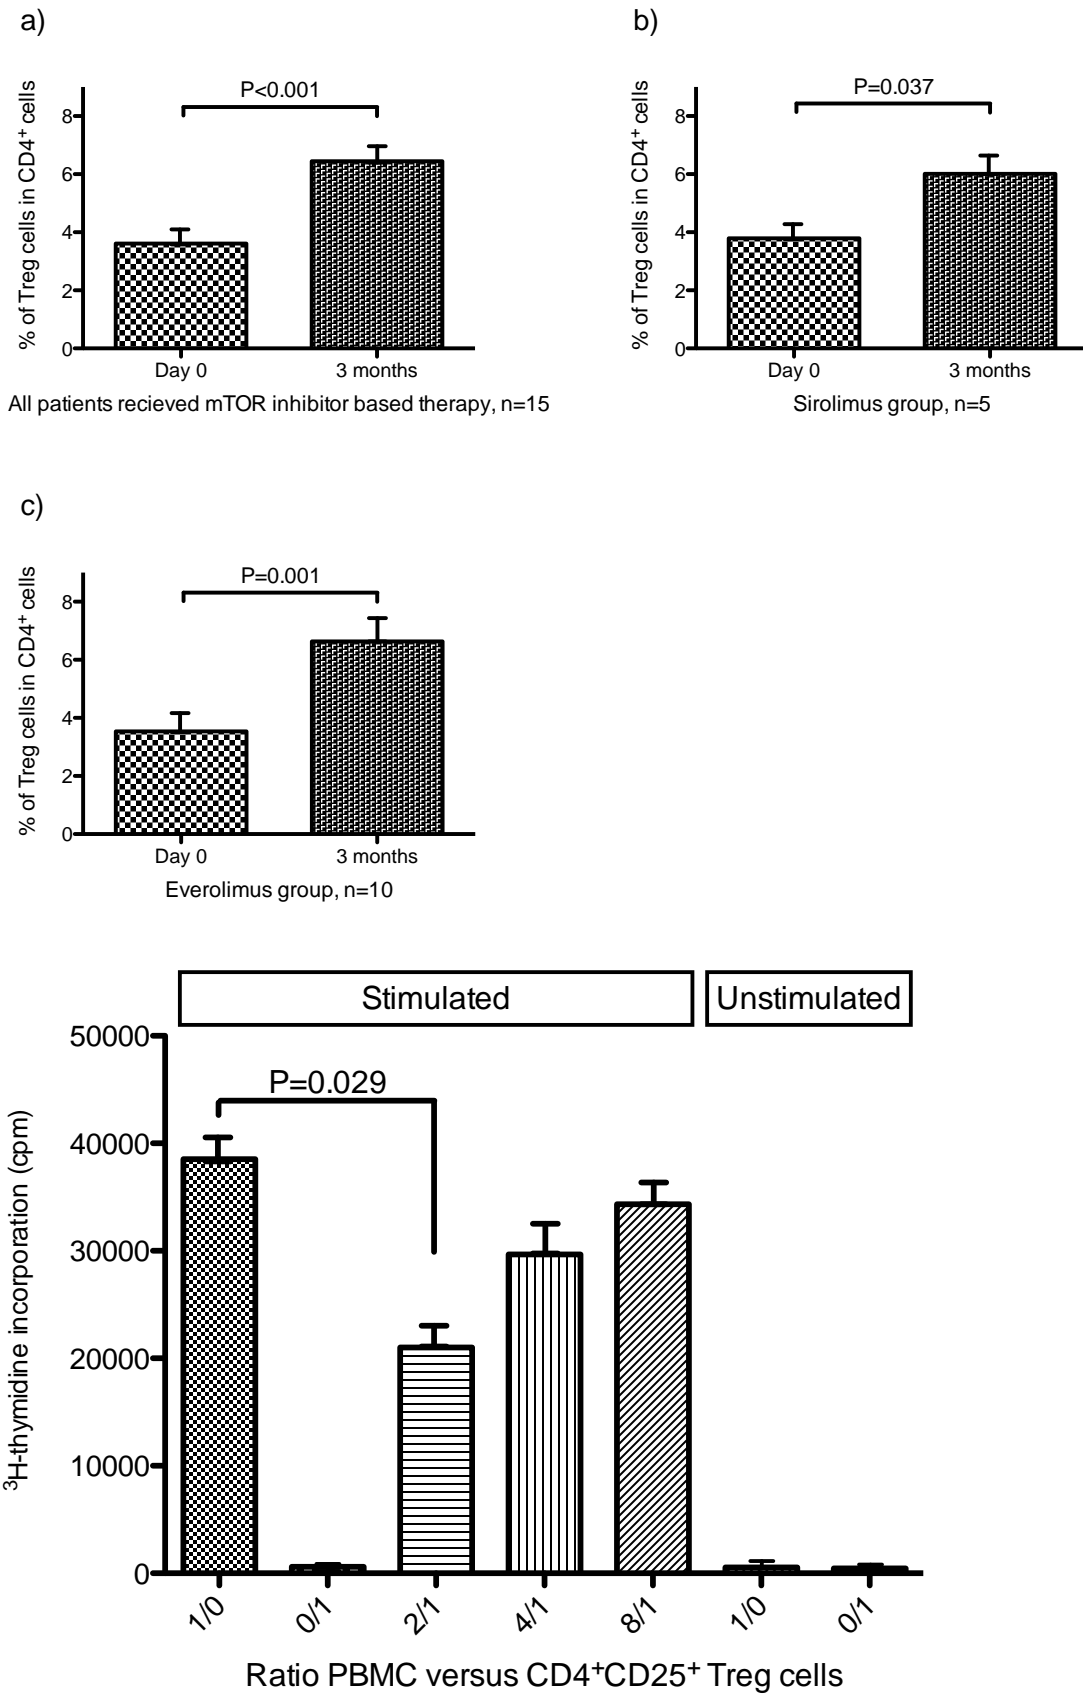 a)
P<0.001
% of Treg cells in CD4⁺ cells
8
6
4
2
0
Day 0
3 months
All patients recieved mTOR inhibitor based therapy, n=15
b)
P=0.037
% of Treg cells in CD4⁺ cells
8
6
4
2
0
Day 0
3 months
Sirolimus group, n=5
c)
P=0.001
% of Treg cells in CD4⁺ cells
8
6
4
2
0
Day 0
3 months
Everolimus group, n=10
Stimulated
Unstimulated
P=0.029
³H-thymidine incorporation (cpm)
50000
40000
30000
20000
10000
0
1/0
0/1
2/1
4/1
8/1
1/0
0/1
Ratio PBMC versus CD4⁺CD25⁺ Treg cells